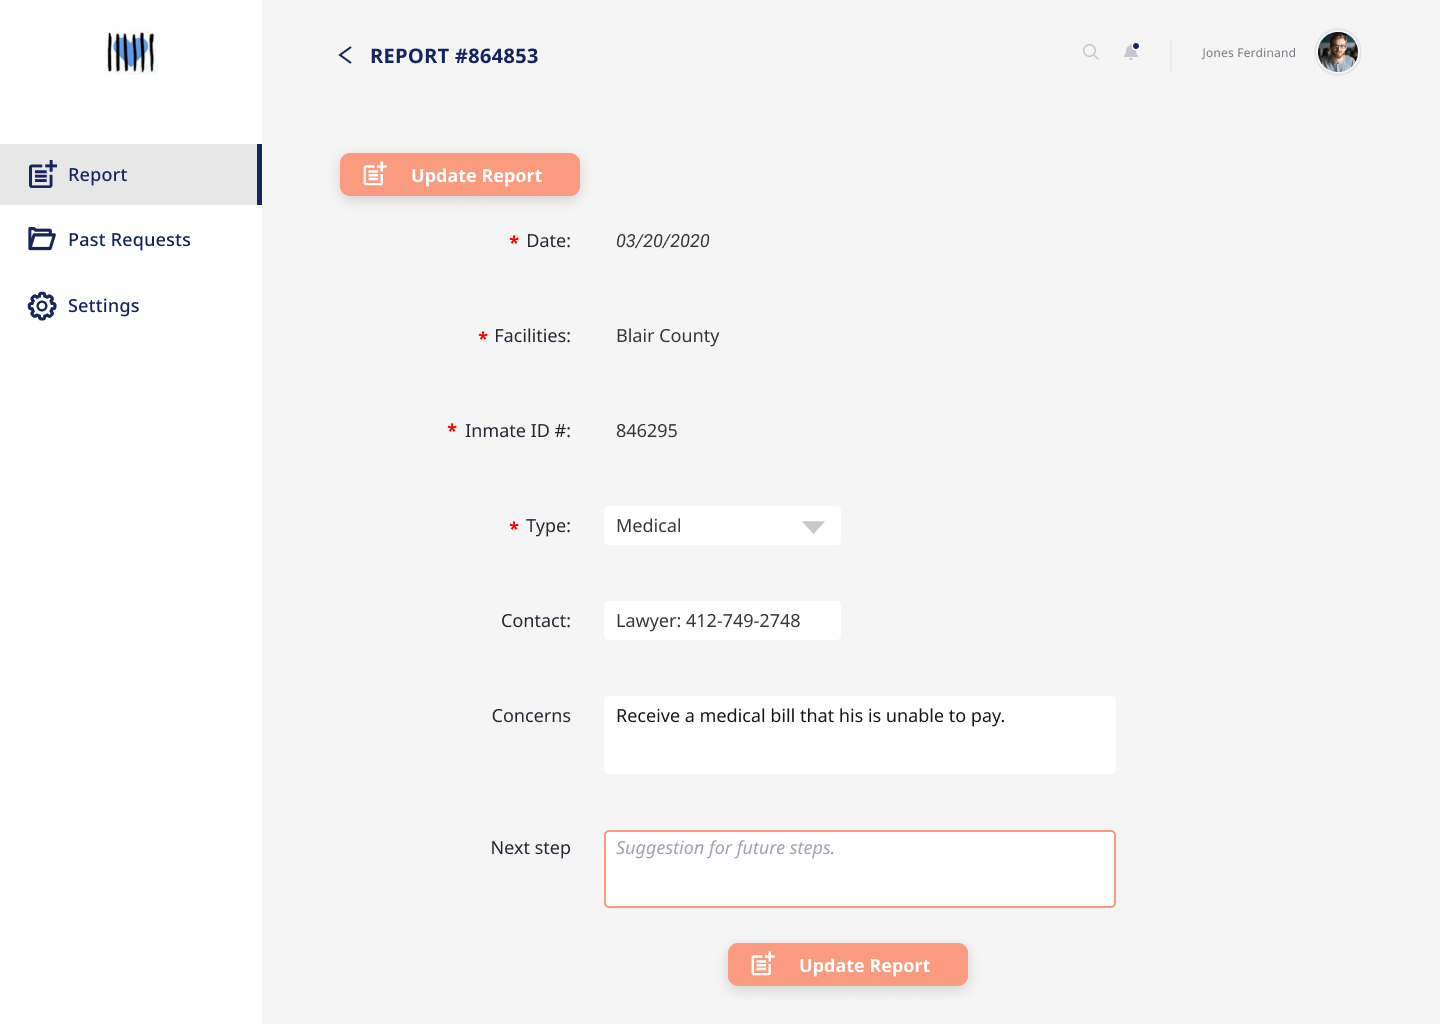 REPORT #864853
Jones Ferdinand
Report
Past Requests
Settings
Update Report
* Date: 03/20/2020
* Facilities: Blair County
* Inmate ID #: 846295
* Type: Medical
Contact: Lawyer: 412-749-2748
Concerns Receive a medical bill that his is unable to pay.
Next step Suggestion for future steps.
Update Report